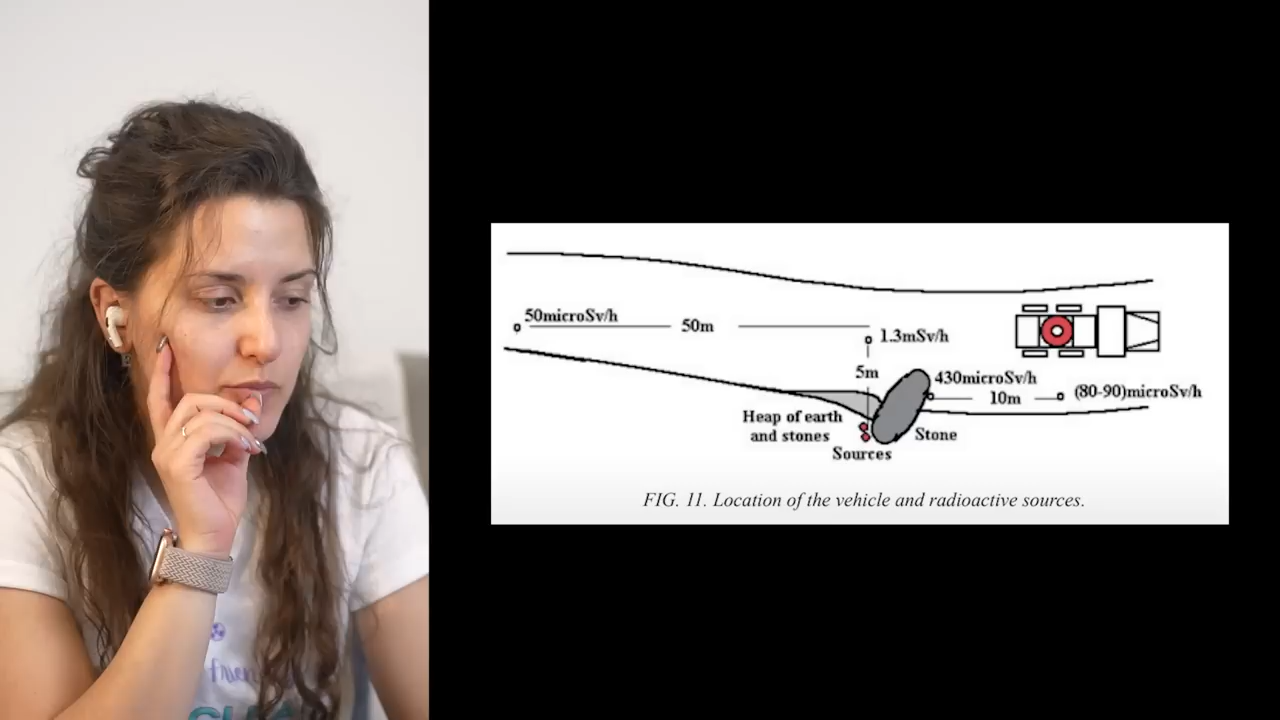 50microSv/h
50m
1.3mSv/h
5m
430microSv/h
10m
(80-90)microSv/h
Heap of earth
and stones
Stone
Sources
FIG. 11. Location of the vehicle and radioactive sources.